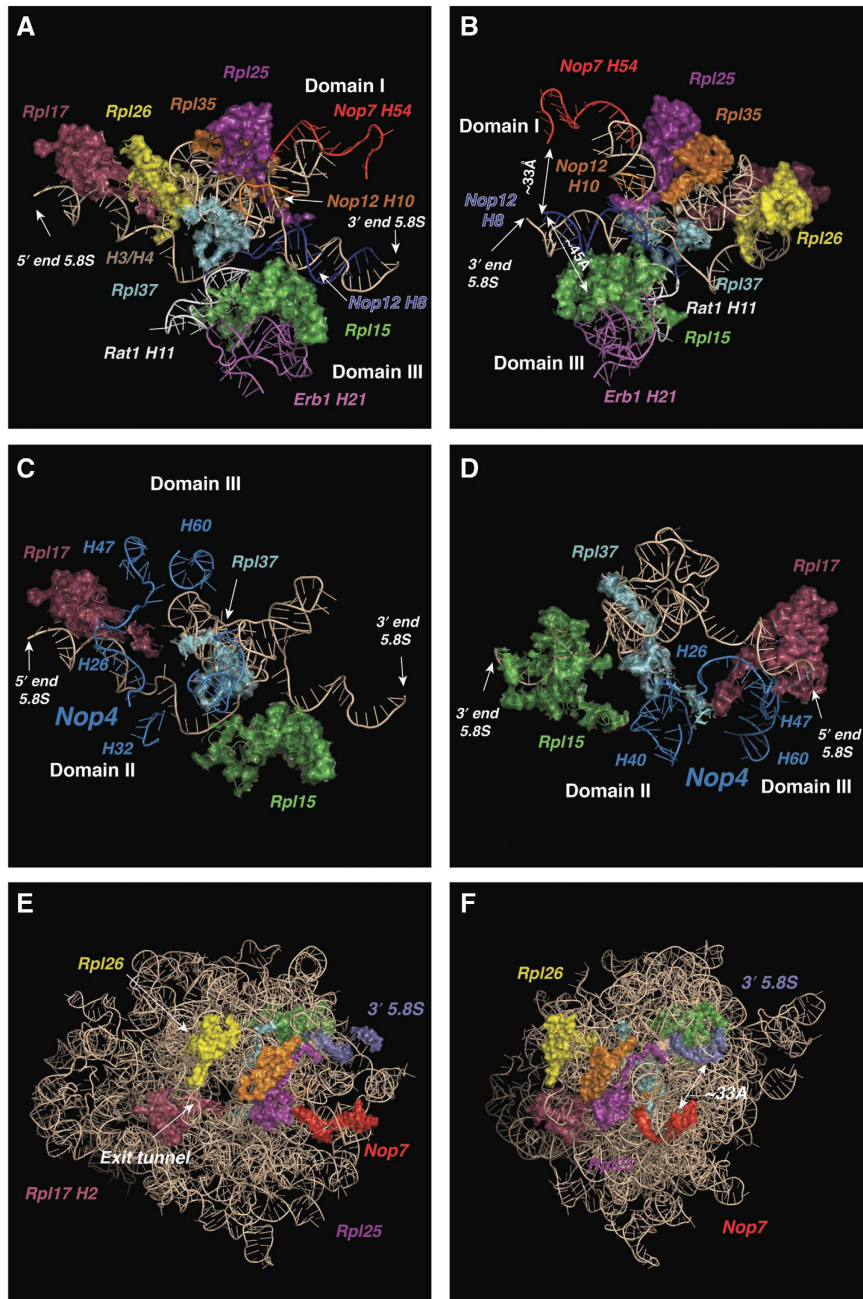 A
Rpl25
Domain I
Rpl17
Rpl26
Rpl35
Nop7 H54
Nop12 H10
3′ end 5.8S
5′ end 5.8S
H3/H4
Rpl37
Nop12 H8
Rpl15
Rat1 H11
Domain III
Erb1 H21
B
Nop7 H54
Rpl25
Domain I
Rpl35
~33Å
Nop12
H10
Nop12
H8
Rpl26
3′ end
5.8S
~45Å
Rpl37
Rat1 H11
Rpl15
Domain III
Erb1 H21
C
Domain III
H60
H47
Rpl17
Rpl37
3′ end
5.8S
5′ end
5.8S
H26
Nop4
H32
Domain II
Rpl15
D
Rpl37
Rpl17
H26
3′ end
5.8S
H47
5′ end
5.8S
Rpl15
H40
Nop4
H60
Domain II
Domain III
E
Rpl26
3′ 5.8S
Exit tunnel
Nop7
Rpl17 H2
Rpl25
F
Rpl26
3′ 5.8S
~33Å
Rpl25
Nop7